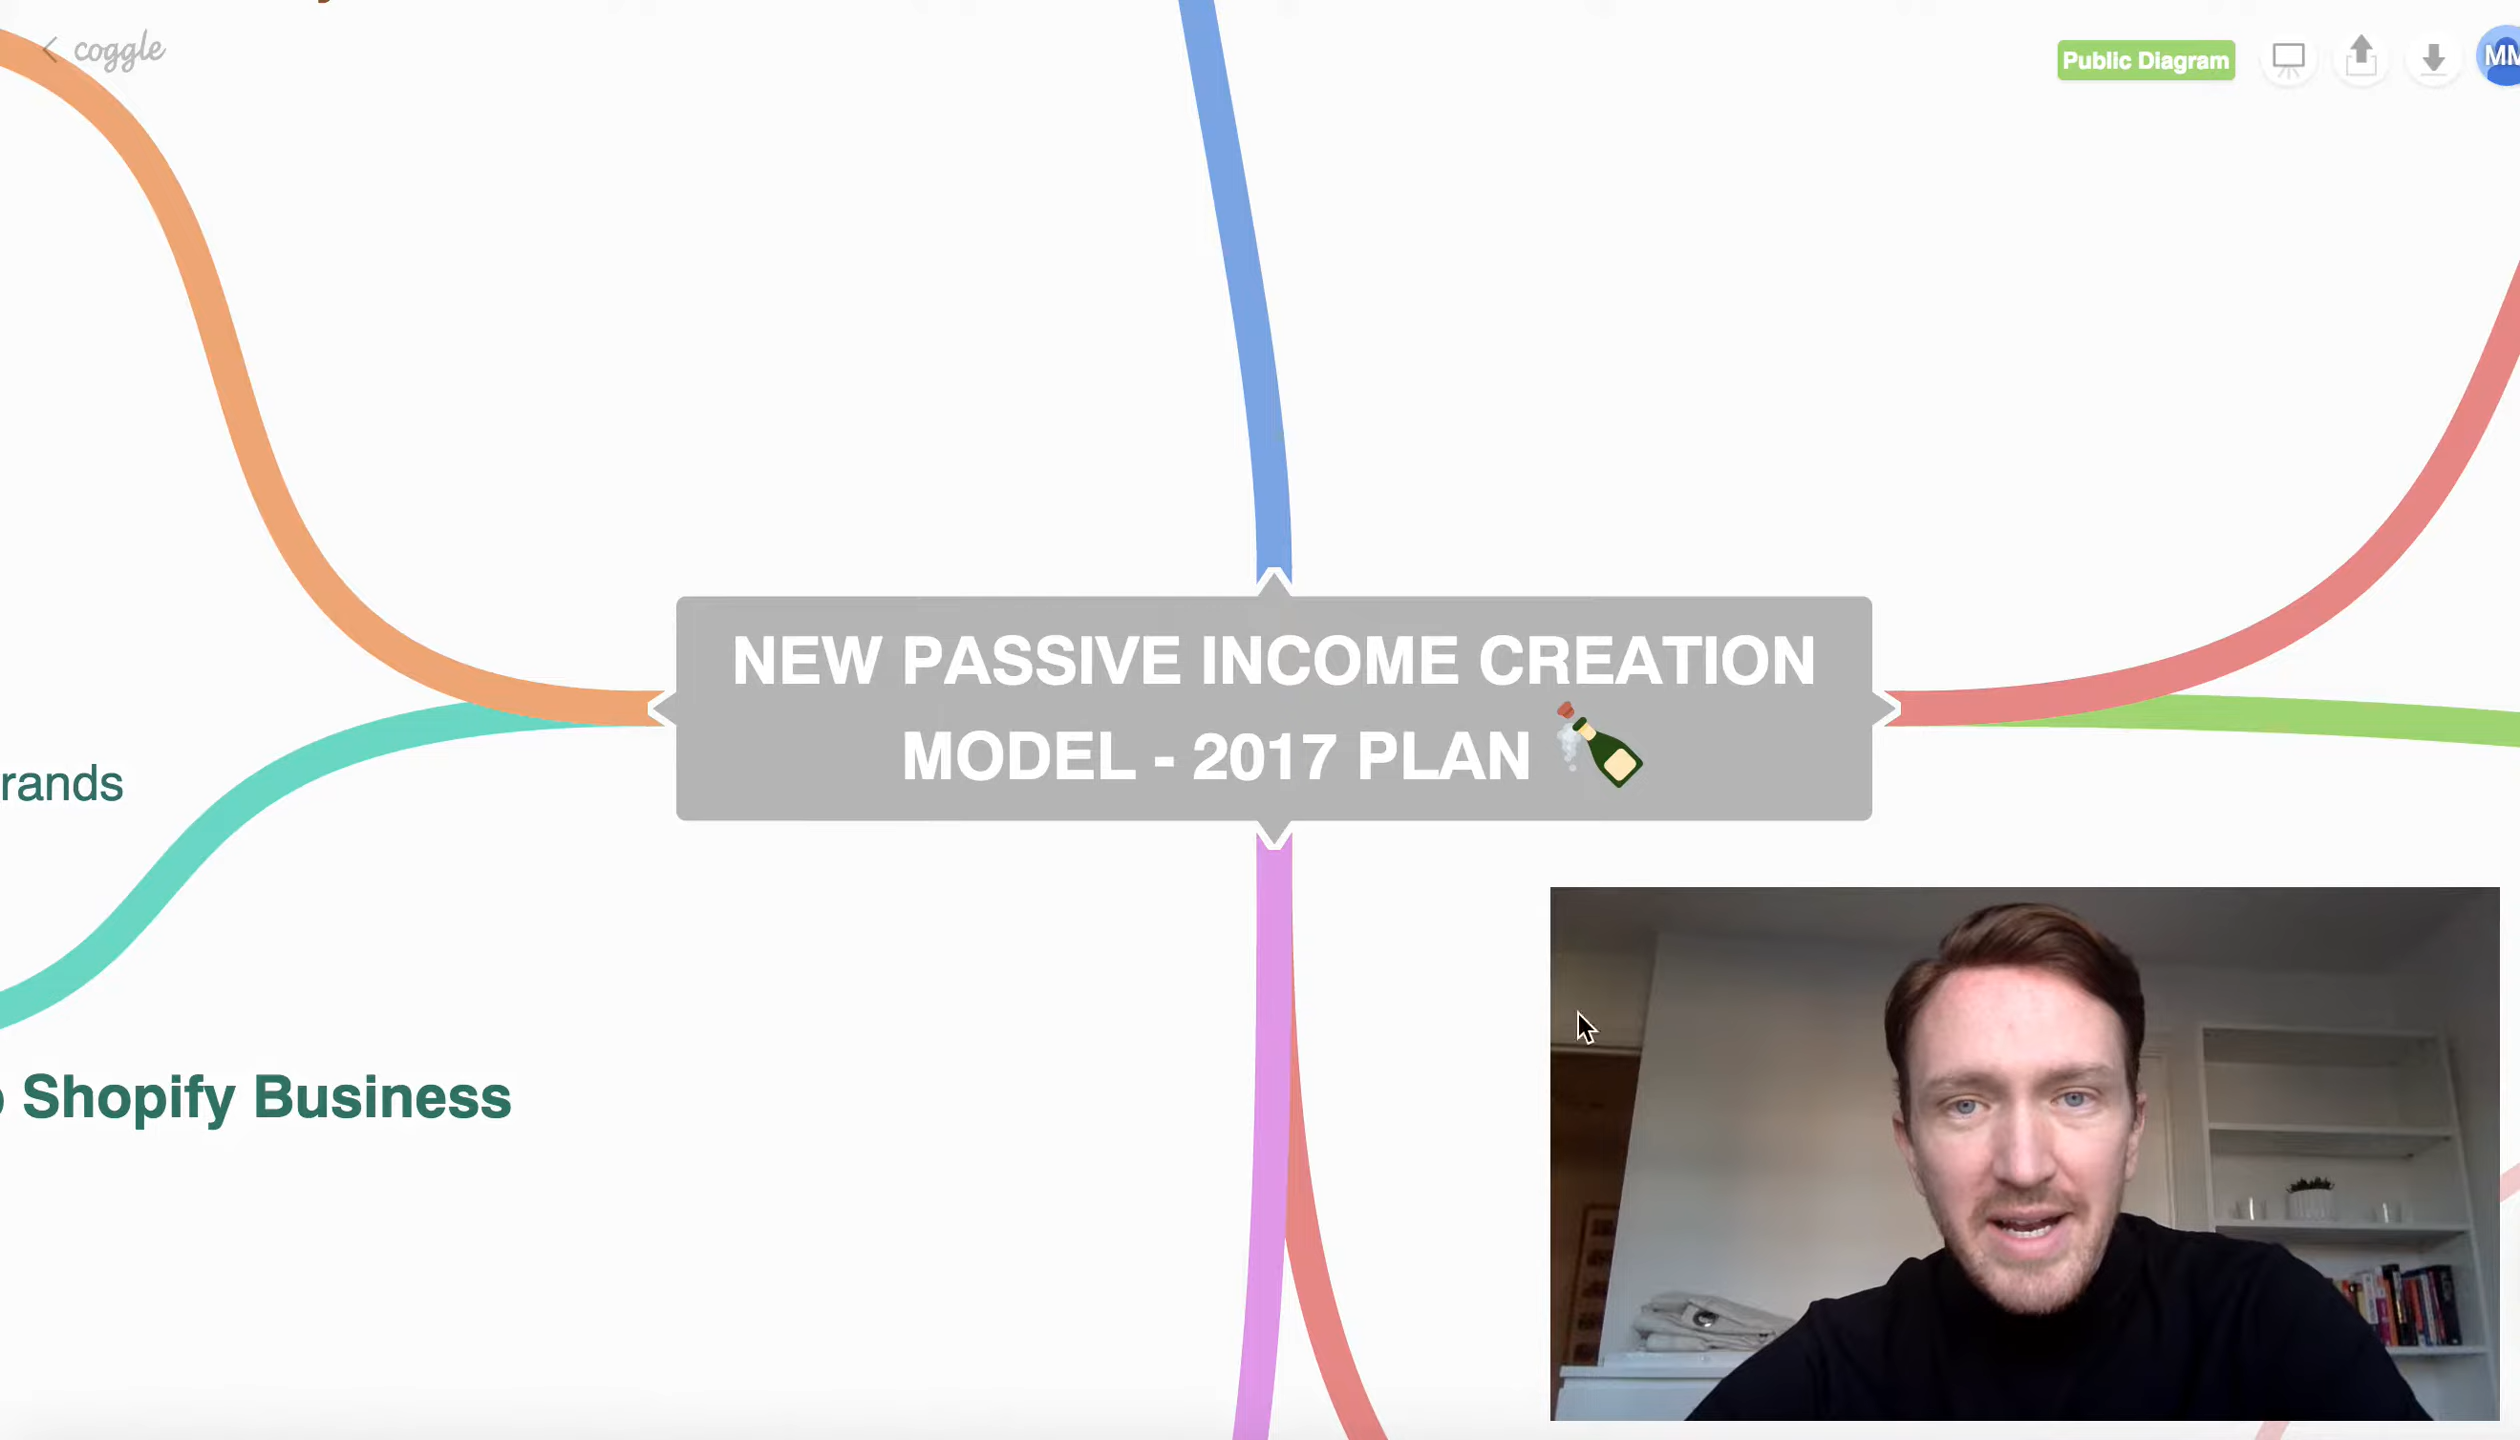 coggle
Public Diagram
MM
NEW PASSIVE INCOME CREATION
MODEL - 2017 PLAN
rands
Shopify Business